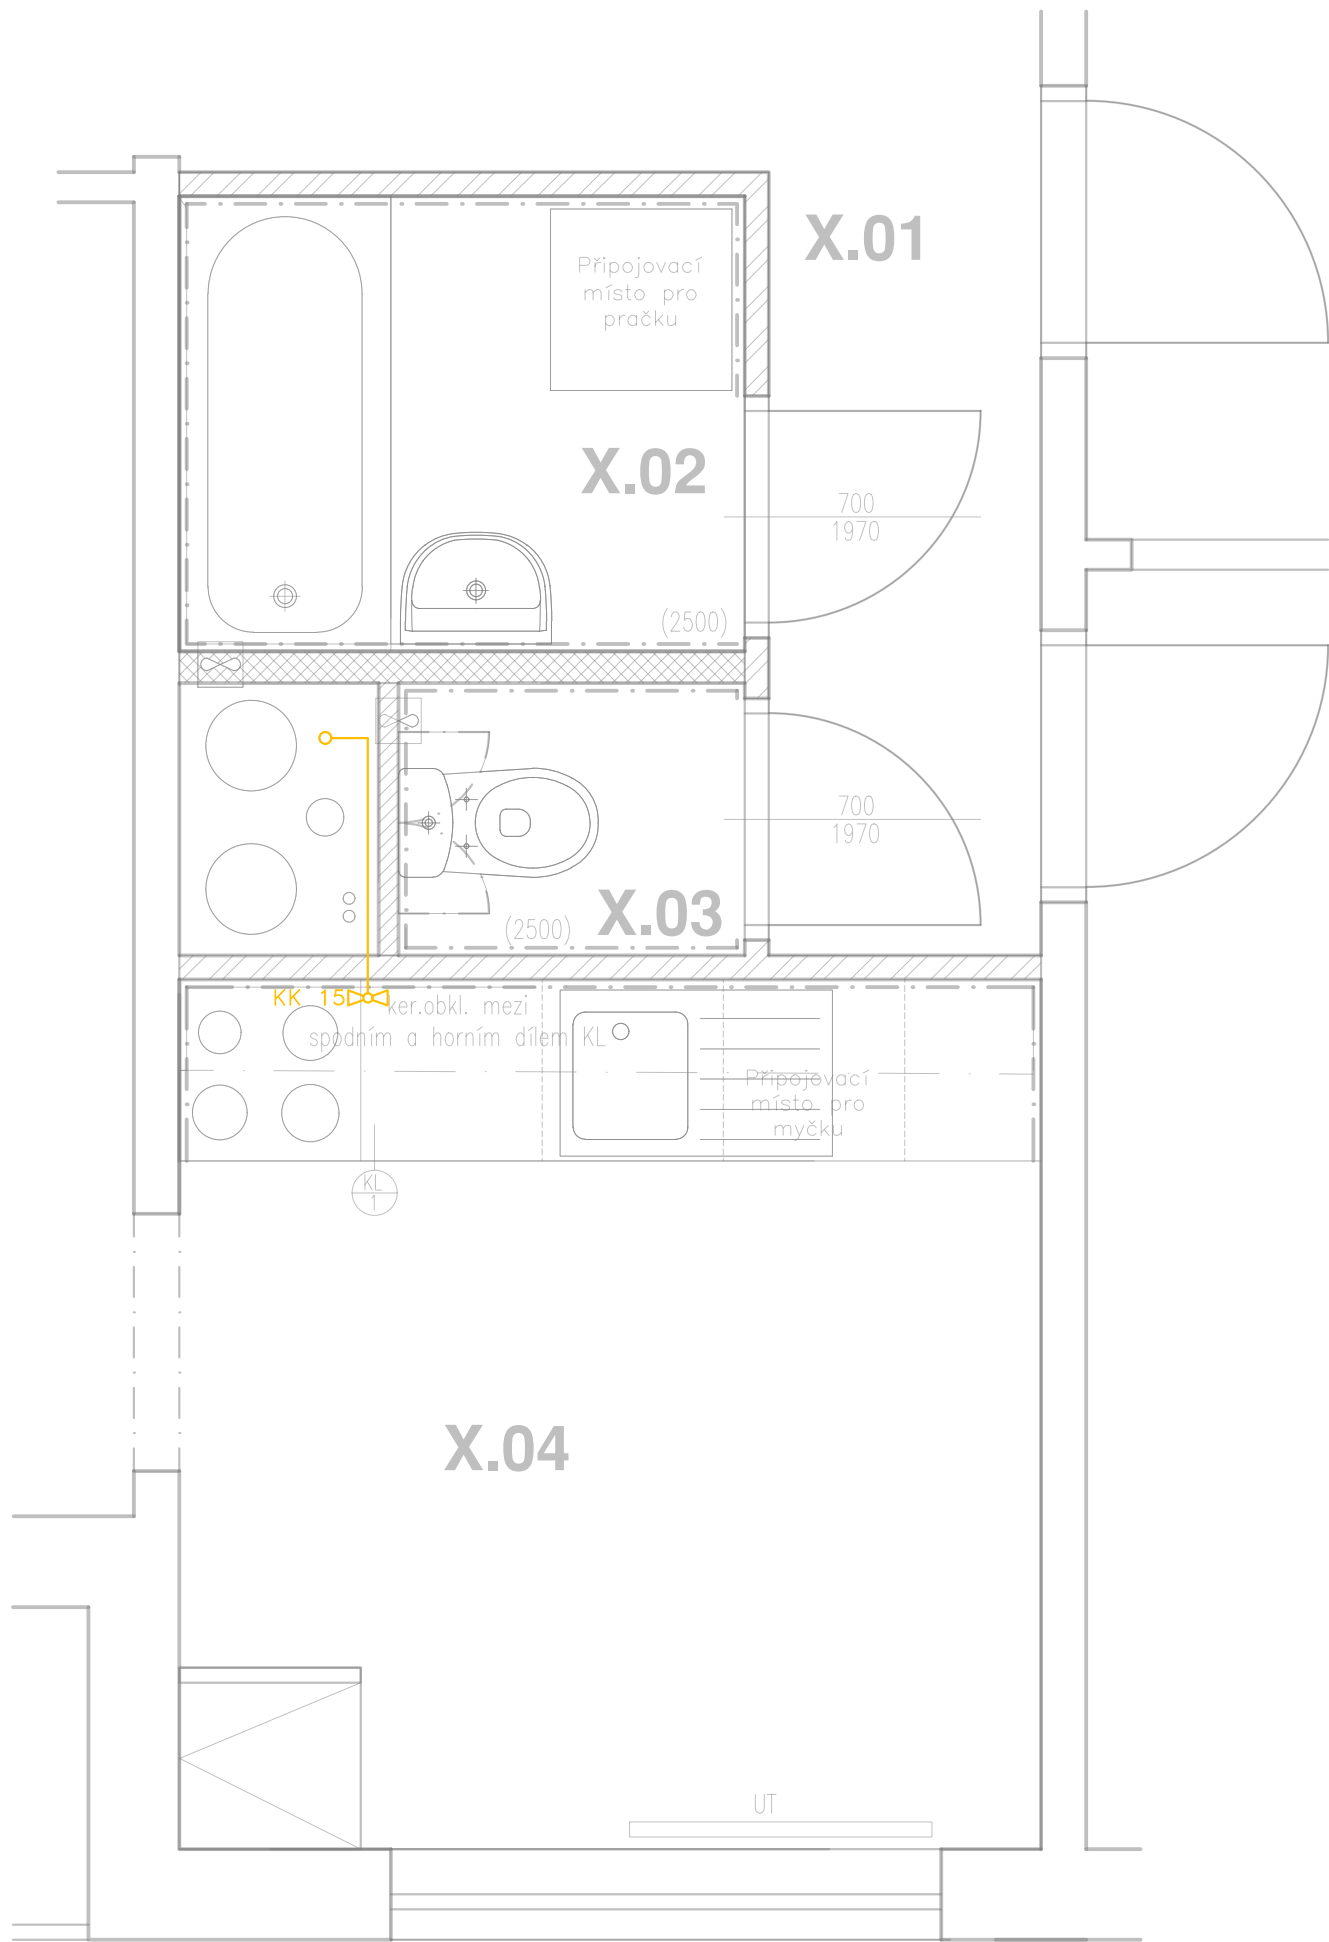 X.01
Připojovací
místo pro
pračku
X.02
700
1970
(2500)
700
1970
X.03
(2500)
KK 15
ker.obkl. mezi
spodním a horním dílem KL
Připojovací
místo pro
myčku
KL
1
X.04
UT